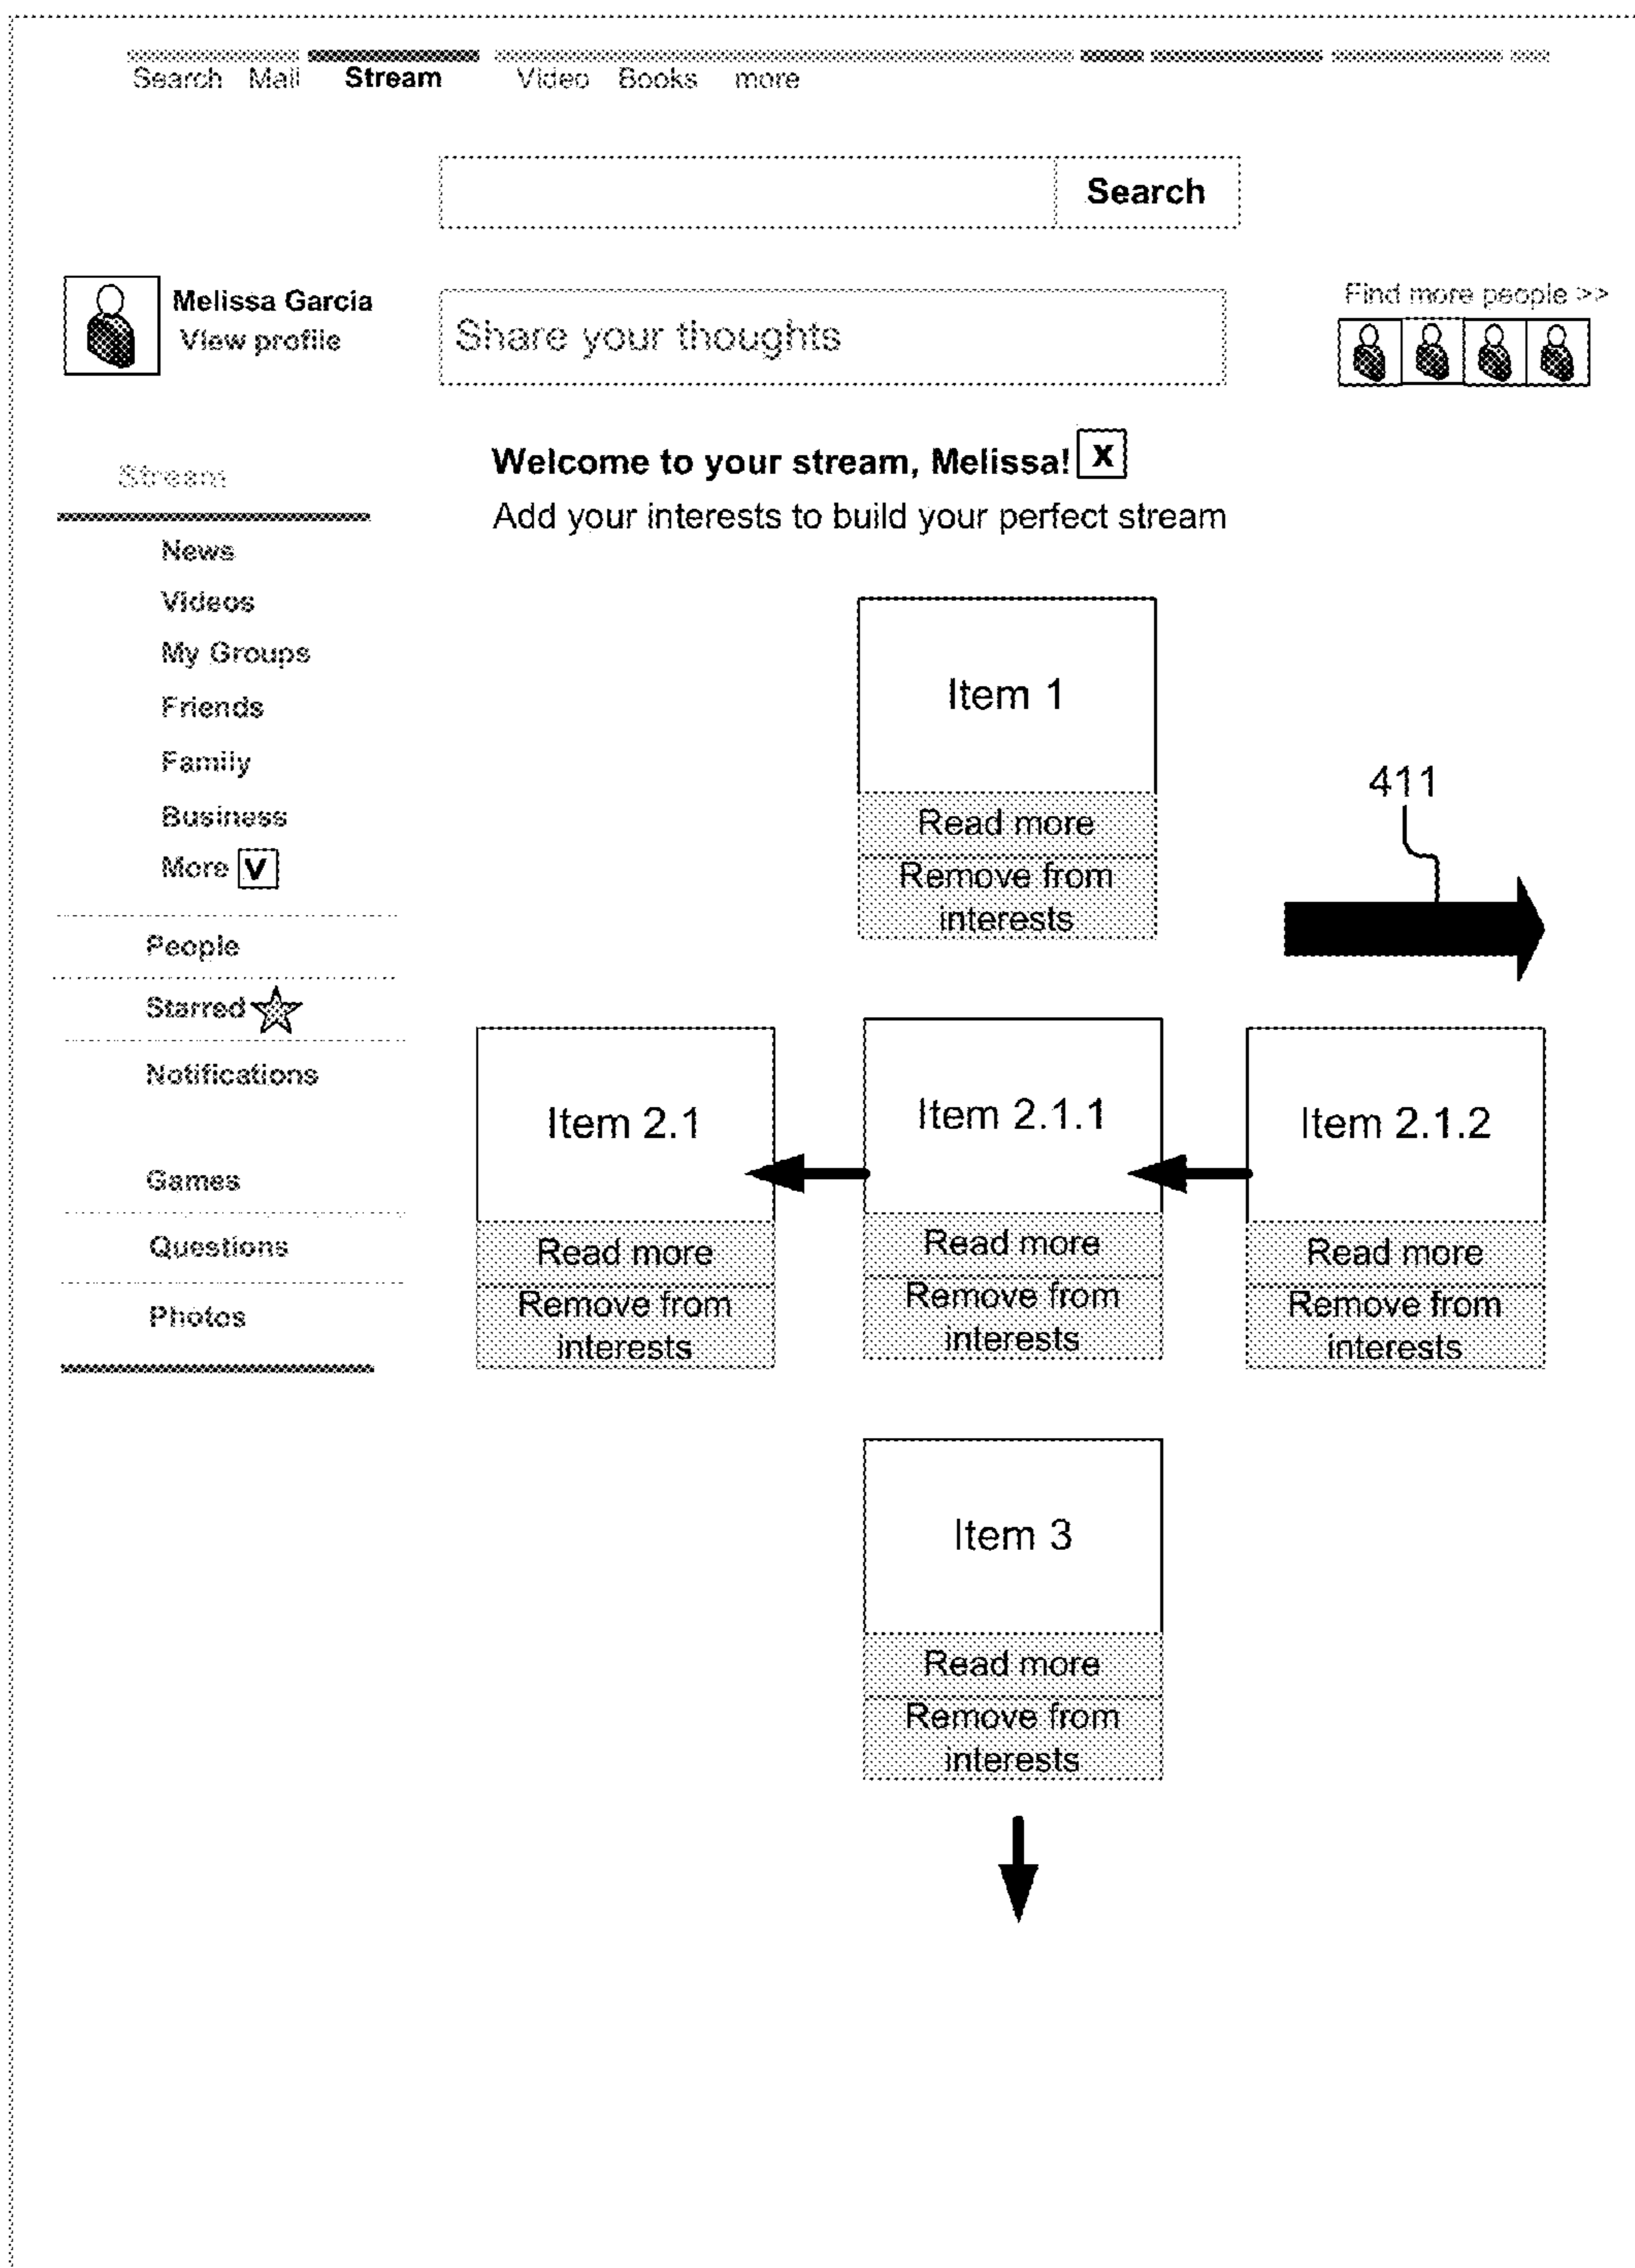 Search Mail Stream Video Books more
Search
Melissa Garcia
View profile
Share your thoughts
Find more people >>
Welcome to your stream, Melissa! X
Add your interests to build your perfect stream
Stream
News
Videos
My Groups
Friends
Family
Business
More V
People
Starred
Notifications
Games
Questions
Photos
Item 1
Read more
Remove from
interests
411
Item 2.1
Read more
Remove from
interests
Item 2.1.1
Read more
Remove from
interests
Item 2.1.2
Read more
Remove from
interests
Item 3
Read more
Remove from
interests